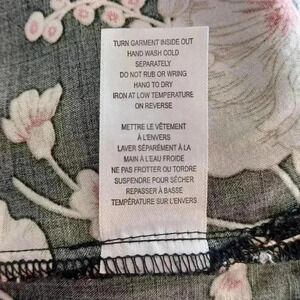 TURN GARMENT INSIDE OUT
HAND WASH COLD
SEPARATELY
DO NOT RUB OR WRING
HANG TO DRY
IRON AT LOW TEMPERATURE
ON REVERSE
METTRE LE VÊTEMENT
À L'ENVERS
LAVER SÉPARÉMENT À LA
MAIN À L'EAU FROIDE
NE PAS FROTTER OU TORDRE
SUSPENDRE POUR SÉCHER
REPASSER À BASSE
TEMPÉRATURE SUR L'ENVERS